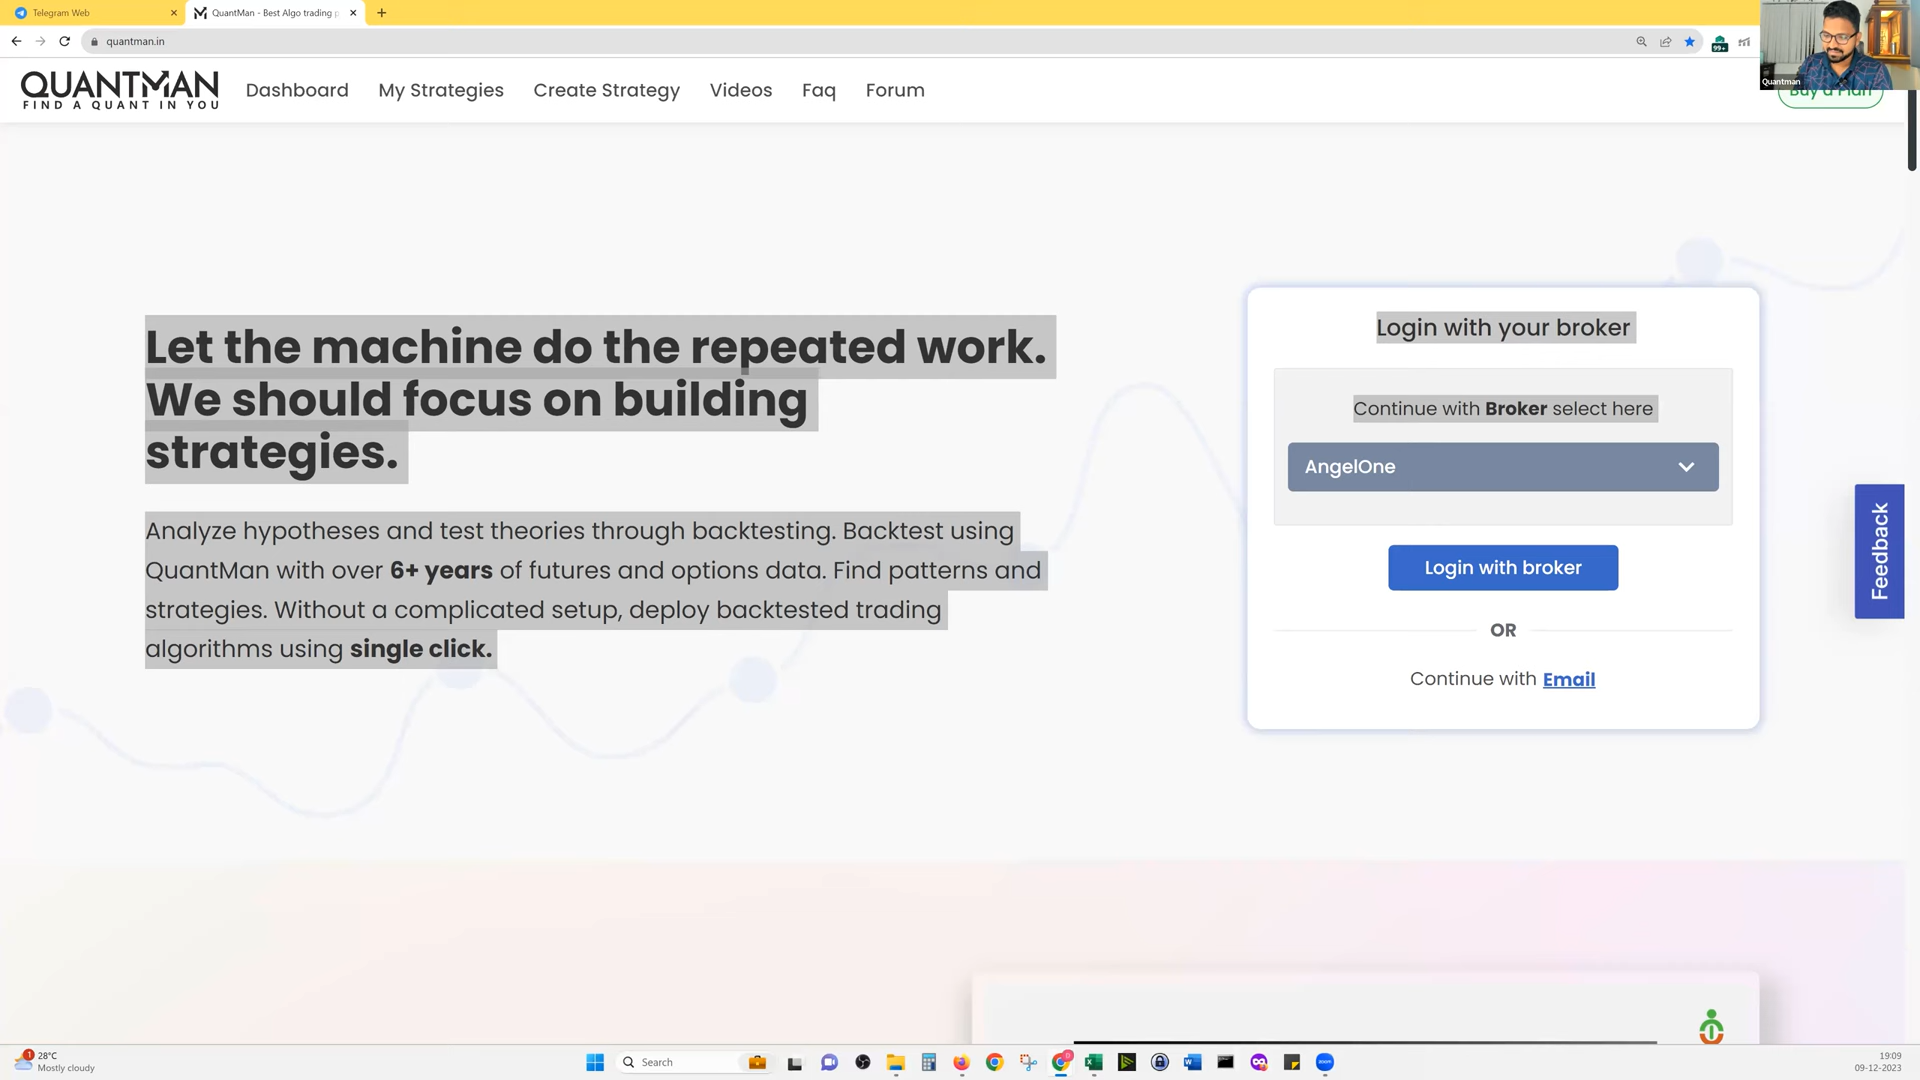 Telegram Web
QuantMan - Best Algo trading p
quantman.in
99+
Quantman
QUANTMAN
FIND A QUANT IN YOU
Dashboard
My Strategies
Create Strategy
Videos
Faq
Forum
Buy a Plan
Let the machine do the repeated work.
We should focus on building
strategies.
Analyze hypotheses and test theories through backtesting. Backtest using
QuantMan with over 6+ years of futures and options data. Find patterns and
strategies. Without a complicated setup, deploy backtested trading
algorithms using single click.
Login with your broker
Continue with Broker select here
AngelOne
Login with broker
OR
Continue with Email
Feedback
1
28°C
Mostly cloudy
Search
zoom
19:09
09-12-2023